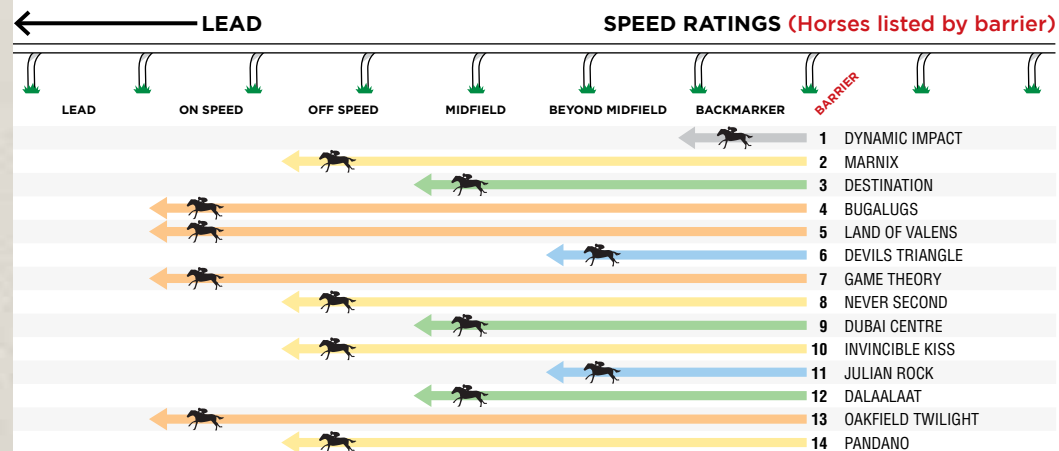 LEAD SPEED RATINGS (Horses listed by barrier)
LEAD ON SPEED OFF SPEED MIDFIELD BEYOND MIDFIELD BACKMARKER BARRIER
1 DYNAMIC IMPACT
2 MARNIX
3 DESTINATION
4 BUGALUGS
5 LAND OF VALENS
6 DEVILS TRIANGLE
7 GAME THEORY
8 NEVER SECOND
9 DUBAI CENTRE
10 INVINCIBLE KISS
11 JULIAN ROCK
12 DALAALAAT
13 OAKFIELD TWILIGHT
14 PANDANO